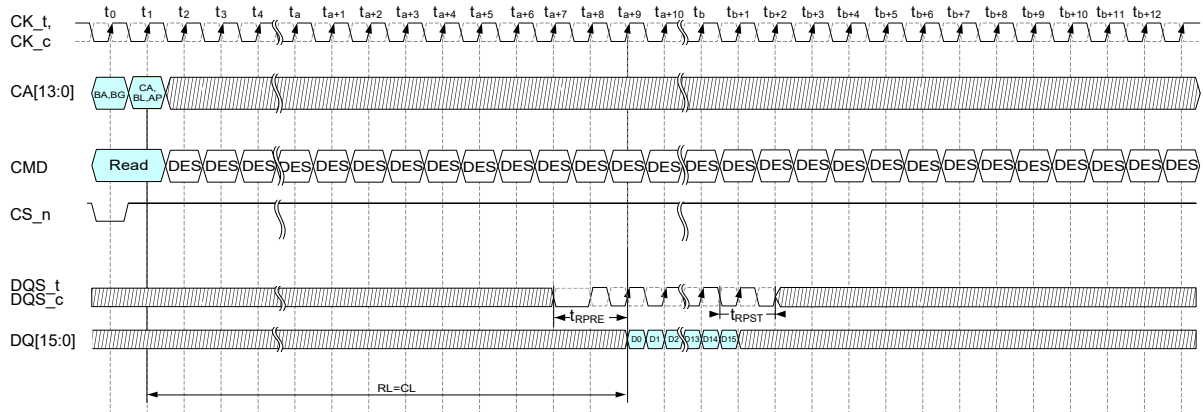 t0 t1 t2 t3 t4 ta ta+1 ta+2 ta+3 ta+4 ta+5 ta+6 ta+7 ta+8 ta+9 ta+10 tb tb+1 tb+2 tb+3 tb+4 tb+5 tb+6 tb+7 tb+8 tb+9 tb+10 tb+11 tb+12
CK_t,
CK_c
CA[13:0] BA,BG CA,
BL,AP
CMD Read DES DES DES DES DES DES DES DES DES DES DES DES DES DES DES DES DES DES DES DES DES DES DES DES DES DES DES DES
CS_n
DQS_t
DQS_c
tRPRE tRPST
DQ[15:0] D0 D1 D2 D13 D14 D15
RL=CL